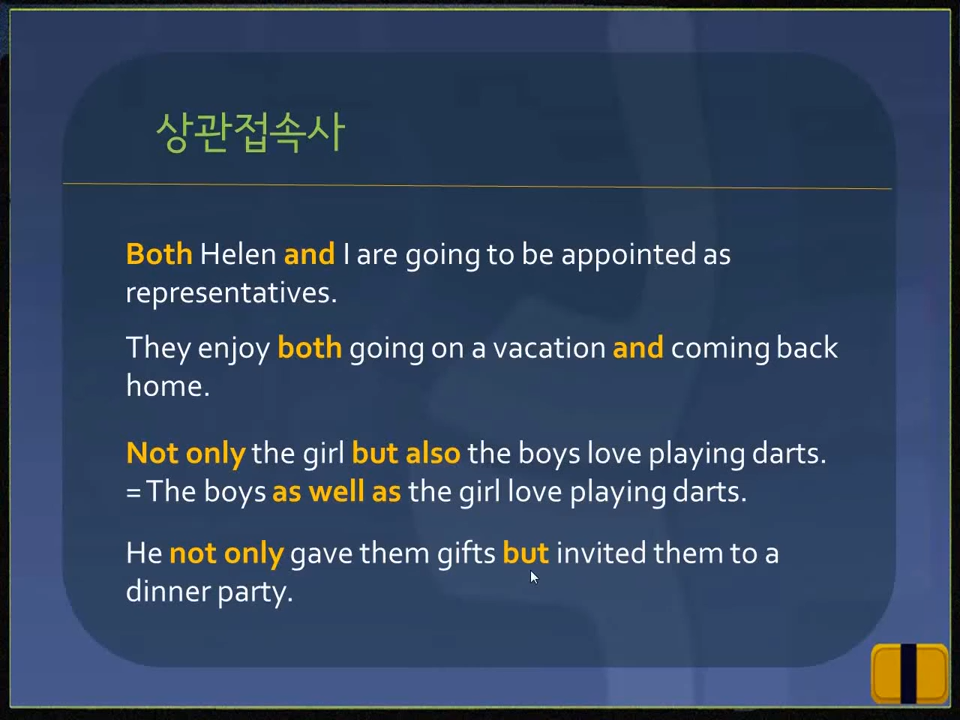 상관접속사
Both Helen and I are going to be appointed as
representatives.
They enjoy both going on a vacation and coming back
home.
Not only the girl but also the boys love playing darts.
= The boys as well as the girl love playing darts.
He not only gave them gifts but invited them to a
dinner party.